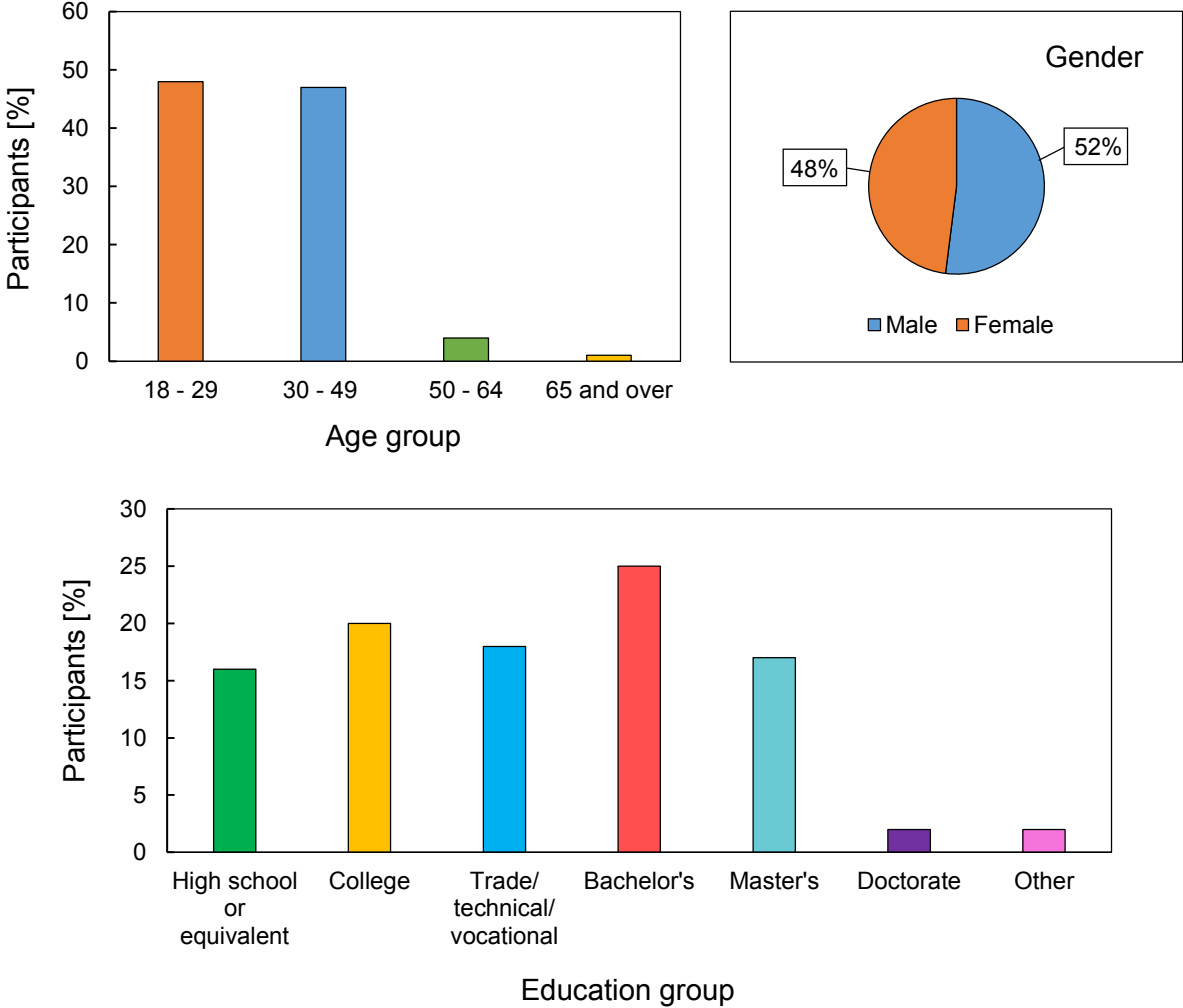 60
50
40
30
20
10
0
Participants [%]
18 - 29 30 - 49 50 - 64 65 and over
Age group
Gender
52%
48%
Male Female
30
25
20
15
10
5
0
Participants [%]
High school
or
equivalent
College
Trade/
technical/
vocational
Bachelor's
Master's
Doctorate
Other
Education group